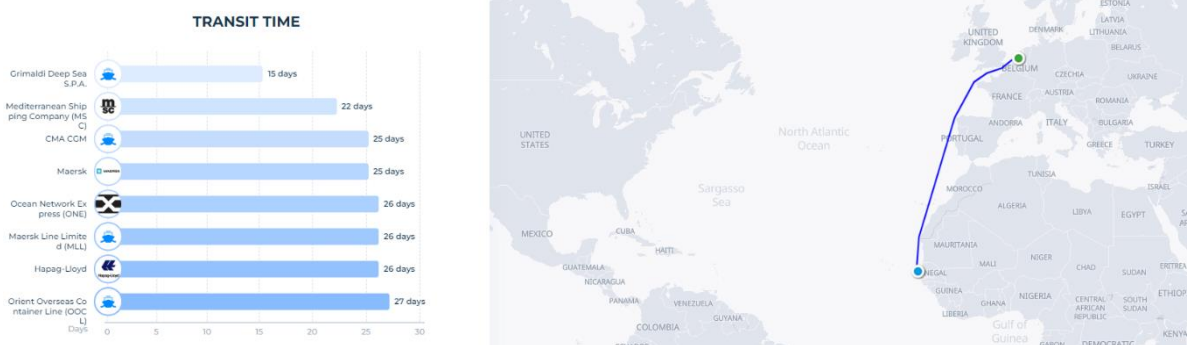 TRANSIT TIME
Grimaldi Deep Sea
S.P.A.
15 days
Mediterranean Ship
ping Company (MS
C)
22 days
CMA CGM
25 days
Maersk
25 days
Ocean Network Ex
press (ONE)
26 days
Maersk Line Limite
d (MLL)
26 days
Hapag-Lloyd
26 days
Orient Overseas Co
ntainer Line (OOC
L)
27 days
Days
0 5 10 15 20 25 30
ESTONIA
LATVIA
LITHUANIA
DENMARK
UNITED
KINGDOM
BELARUS
BELGIUM
CZECHIA
UKRAINE
FRANCE
AUSTRIA
ROMANIA
ANDORRA
ITALY
BULGARIA
PORTUGAL
GREECE
TURKEY
UNITED
STATES
North Atlantic
Ocean
Sargasso
Sea
TUNISIA
MOROCCO
ISRAEL
ALGERIA
LIBYA
EGYPT
MEXICO
CUBA
HAITI
MAURITANIA
MALI
NIGER
CHAD
SUDAN
ERITREA
GUATEMALA
NICARAGUA
NEGAL
GUINEA
GHANA
NIGERIA
CENTRAL
AFRICAN
REPUBLIC
SOUTH
SUDAN
ETHIOP
LIBERIA
PANAMA
VENEZUELA
GUYANA
COLOMBIA
Gulf of
Guinea
GABON
DEMOCRATIC
KENYA